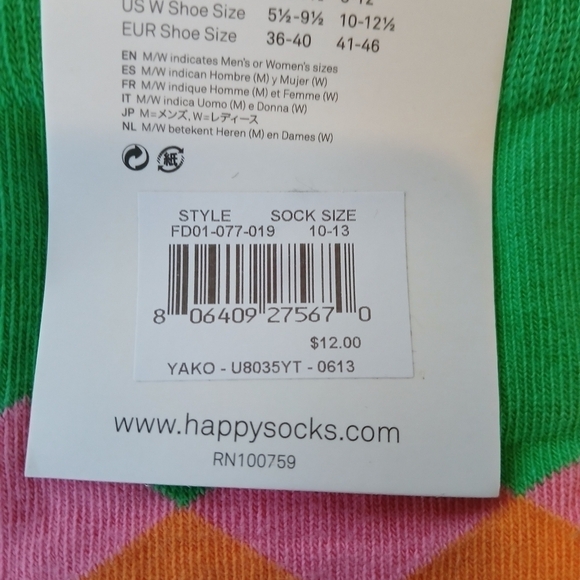 US W Shoe Size 5½-9½ 10-12½
EUR Shoe Size 36-40 41-46
EN M/W indicates Men's or Women's sizes
ES M/W indican Hombre (M) y Mujer (W)
FR M/W indique Homme (M) et Femme (W)
IT M/W indica Uomo (M) e Donna (W)
JP M=メンズ, W=レディース
NL M/W betekent Heren (M) en Dames (W)
紙
STYLE SOCK SIZE
FD01-077-019 10-13
8 06409 27567 0
$12.00
YAKO - U8035YT - 0613
www.happysocks.com
RN100759